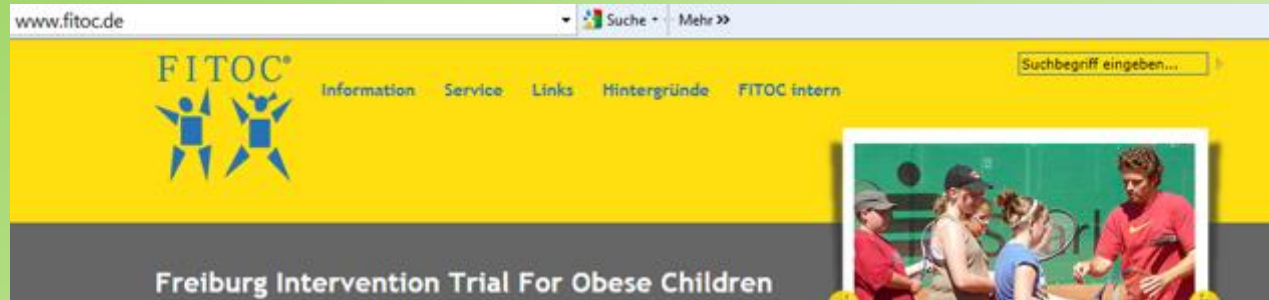 www.fitoc.de Suche Mehr »
FITOC®
Information Service Links Hintergründe FITOC intern
Suchbegriff eingeben...
Freiburg Intervention Trial For Obese Children